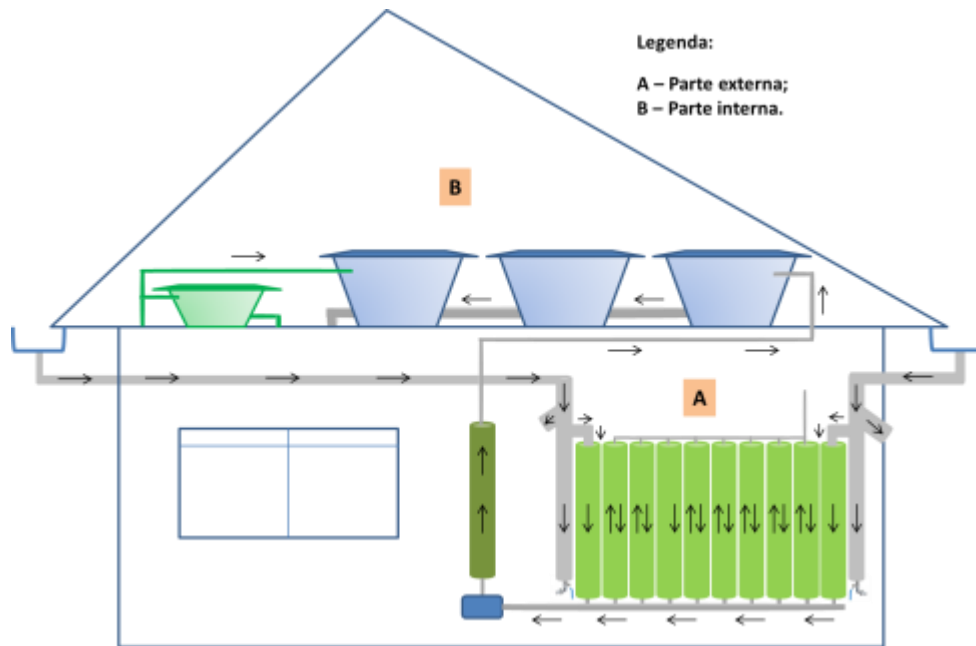 Legenda:
A – Parte externa;
B – Parte interna.
B
A